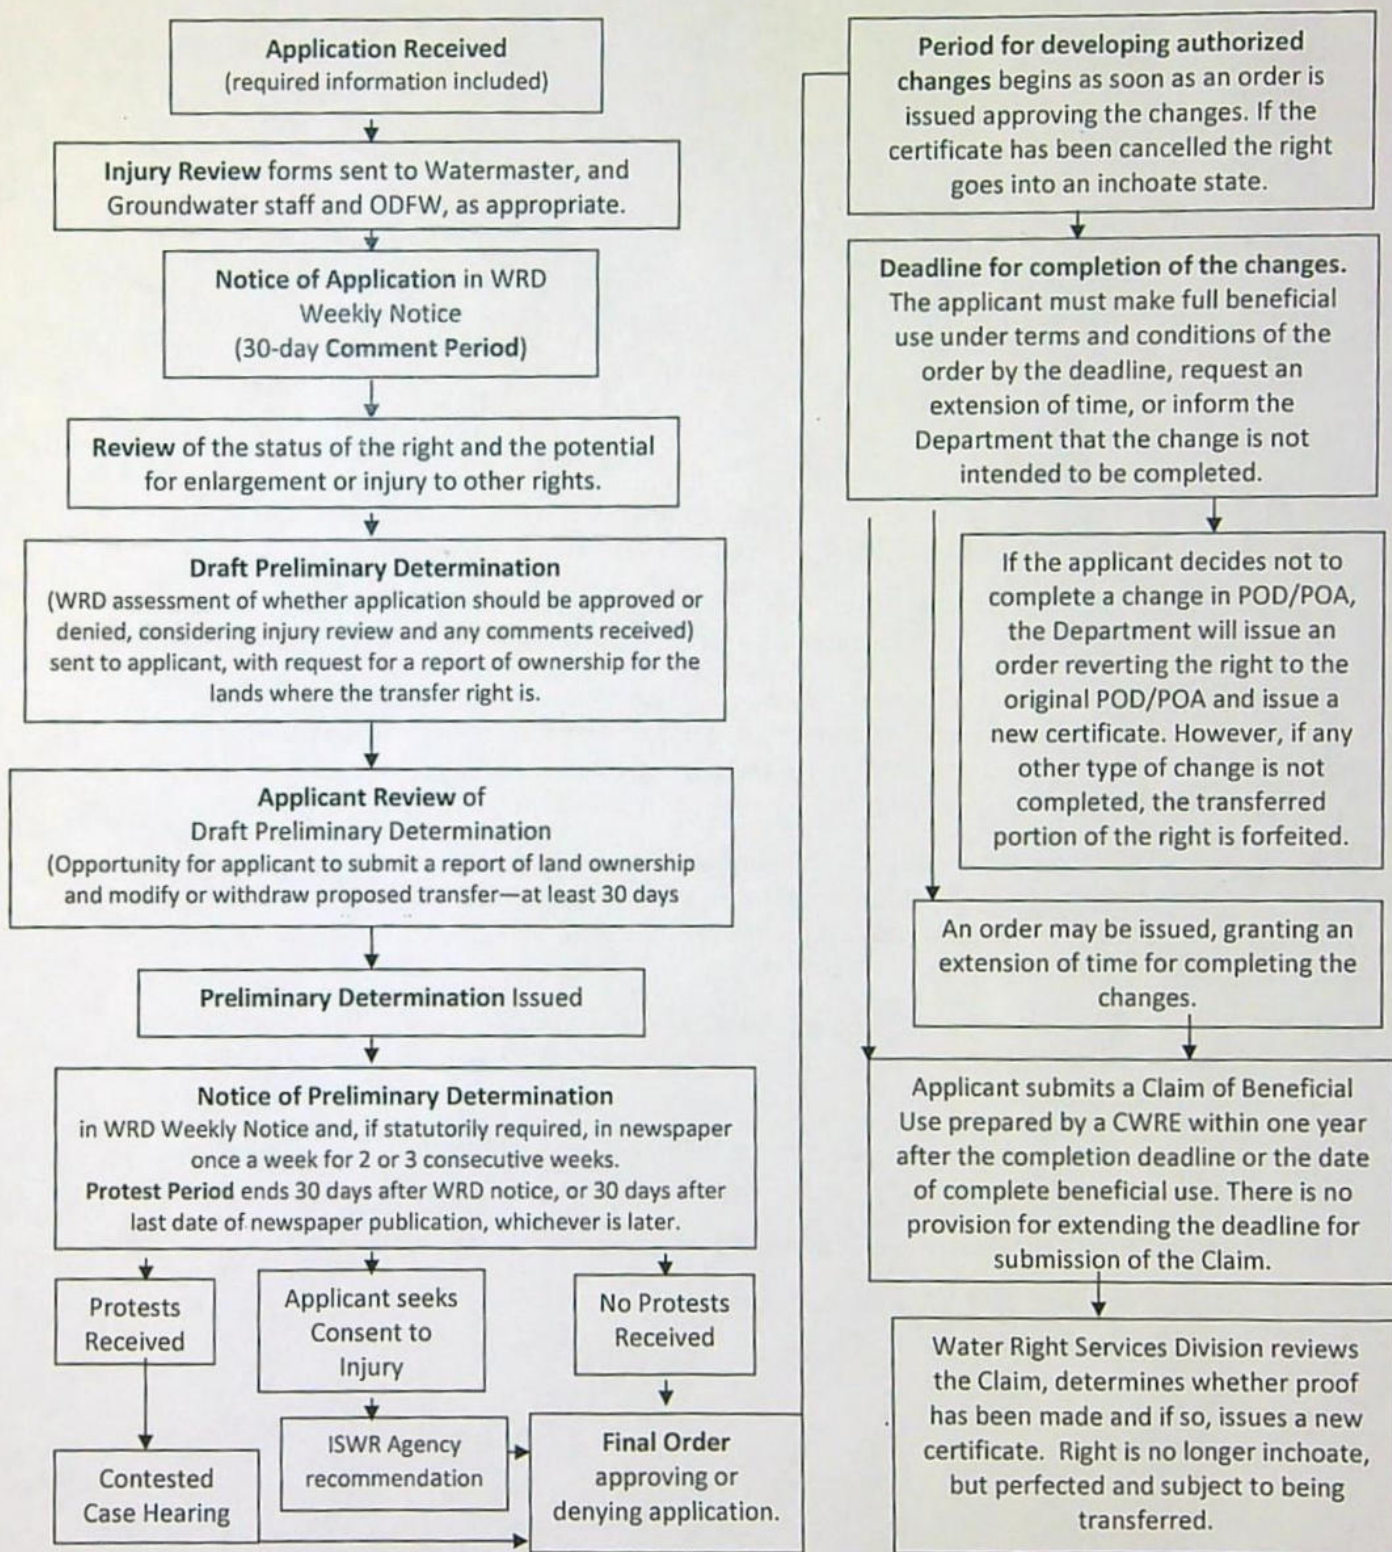 Application Received
(required information included)
Injury Review forms sent to Watermaster, and
Groundwater staff and ODFW, as appropriate.
Notice of Application in WRD
Weekly Notice
(30-day Comment Period)
Review of the status of the right and the potential
for enlargement or injury to other rights.
Draft Preliminary Determination
(WRD assessment of whether application should be approved or
denied, considering injury review and any comments received)
sent to applicant, with request for a report of ownership for the
lands where the transfer right is.
Applicant Review of
Draft Preliminary Determination
(Opportunity for applicant to submit a report of land ownership
and modify or withdraw proposed transfer—at least 30 days
Preliminary Determination Issued
Notice of Preliminary Determination
in WRD Weekly Notice and, if statutorily required, in newspaper
once a week for 2 or 3 consecutive weeks.
Protest Period ends 30 days after WRD notice, or 30 days after
last date of newspaper publication, whichever is later.
Protests
Received
Applicant seeks
Consent to
Injury
No Protests
Received
Contested
Case Hearing
ISWR Agency
recommendation
Final Order
approving or
denying application.
Period for developing authorized
changes begins as soon as an order is
issued approving the changes. If the
certificate has been cancelled the right
goes into an inchoate state.
Deadline for completion of the changes.
The applicant must make full beneficial
use under terms and conditions of the
order by the deadline, request an
extension of time, or inform the
Department that the change is not
intended to be completed.
If the applicant decides not to
complete a change in POD/POA,
the Department will issue an
order reverting the right to the
original POD/POA and issue a
new certificate. However, if any
other type of change is not
completed, the transferred
portion of the right is forfeited.
An order may be issued, granting an
extension of time for completing the
changes.
Applicant submits a Claim of Beneficial
Use prepared by a CWRE within one year
after the completion deadline or the date
of complete beneficial use. There is no
provision for extending the deadline for
submission of the Claim.
Water Right Services Division reviews
the Claim, determines whether proof
has been made and if so, issues a new
certificate. Right is no longer inchoate,
but perfected and subject to being
transferred.